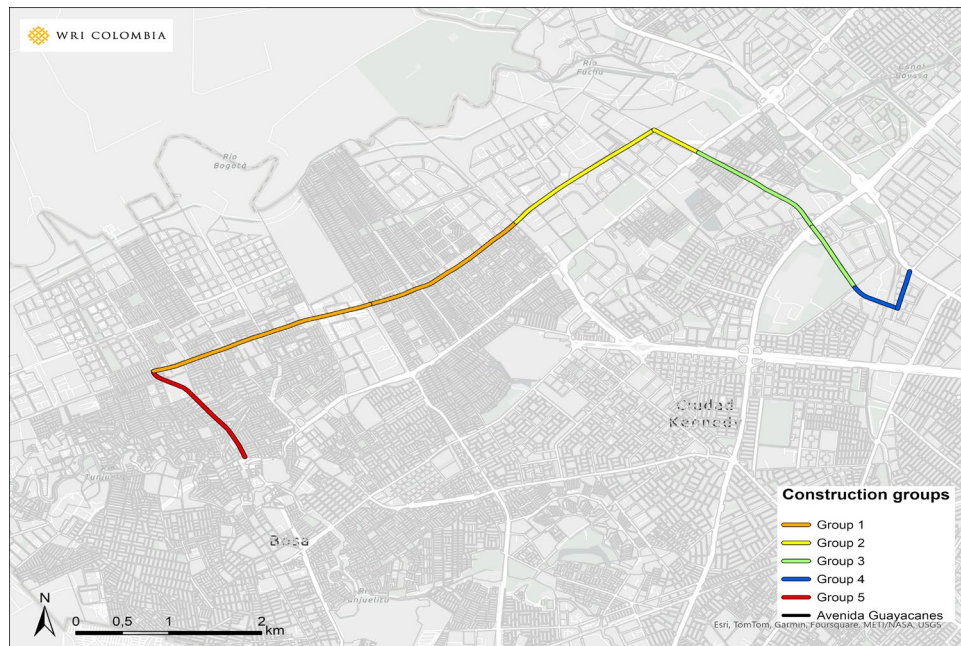 WRI COLOMBIA
Río
Fucha
Canal
Río
Bogotá
Ciudad
Kennedy
Bosa
Río
Tunjuelito
Construction groups
Group 1
Group 2
Group 3
Group 4
Group 5
Avenida Guayacanes
Esri, TomTom, Garmin, Foursquare, METI/NASA, USGS
N
0 0,5 1 2
km